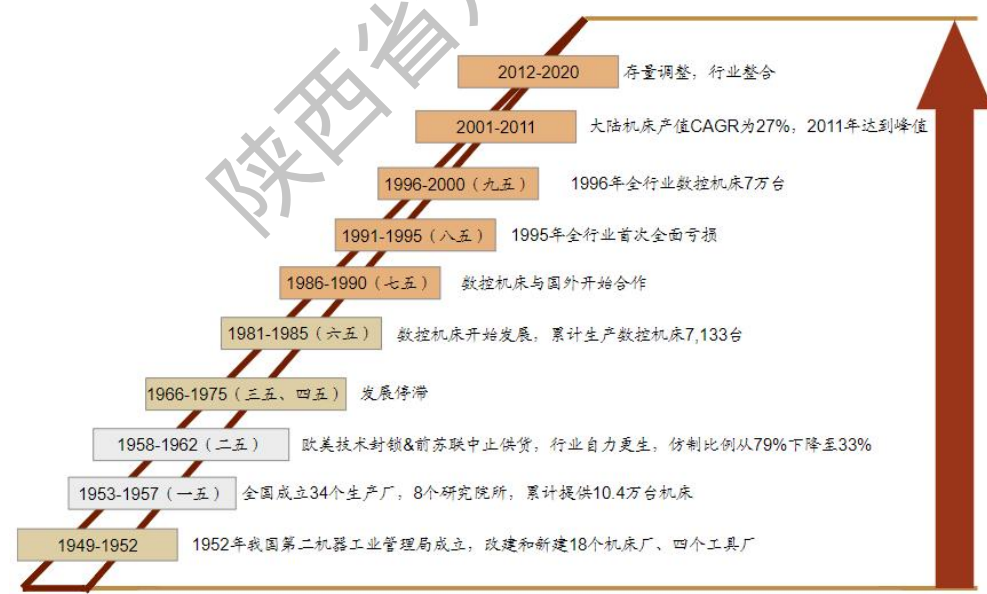 陕西省
2012-2020 存量调整，行业整合
2001-2011 大陆机床产值CAGR为27%，2011年达到峰值
1996-2000（九五） 1996年全行业数控机床7万台
1991-1995（八五） 1995年全行业首次全面亏损
1986-1990（七五） 数控机床与国外开始合作
1981-1985（六五） 数控机床开始发展，累计生产数控机床7,133台
1966-1975（三五、四五） 发展停滞
1958-1962（二五） 欧美技术封锁&前苏联中止供货，行业自力更生，仿制比例从79%下降至33%
1953-1957（一五） 全国成立34个生产厂，8个研究院所，累计提供10.4万台机床
1949-1952 1952年我国第二机器工业管理局成立，改建和新建18个机床厂、四个工具厂